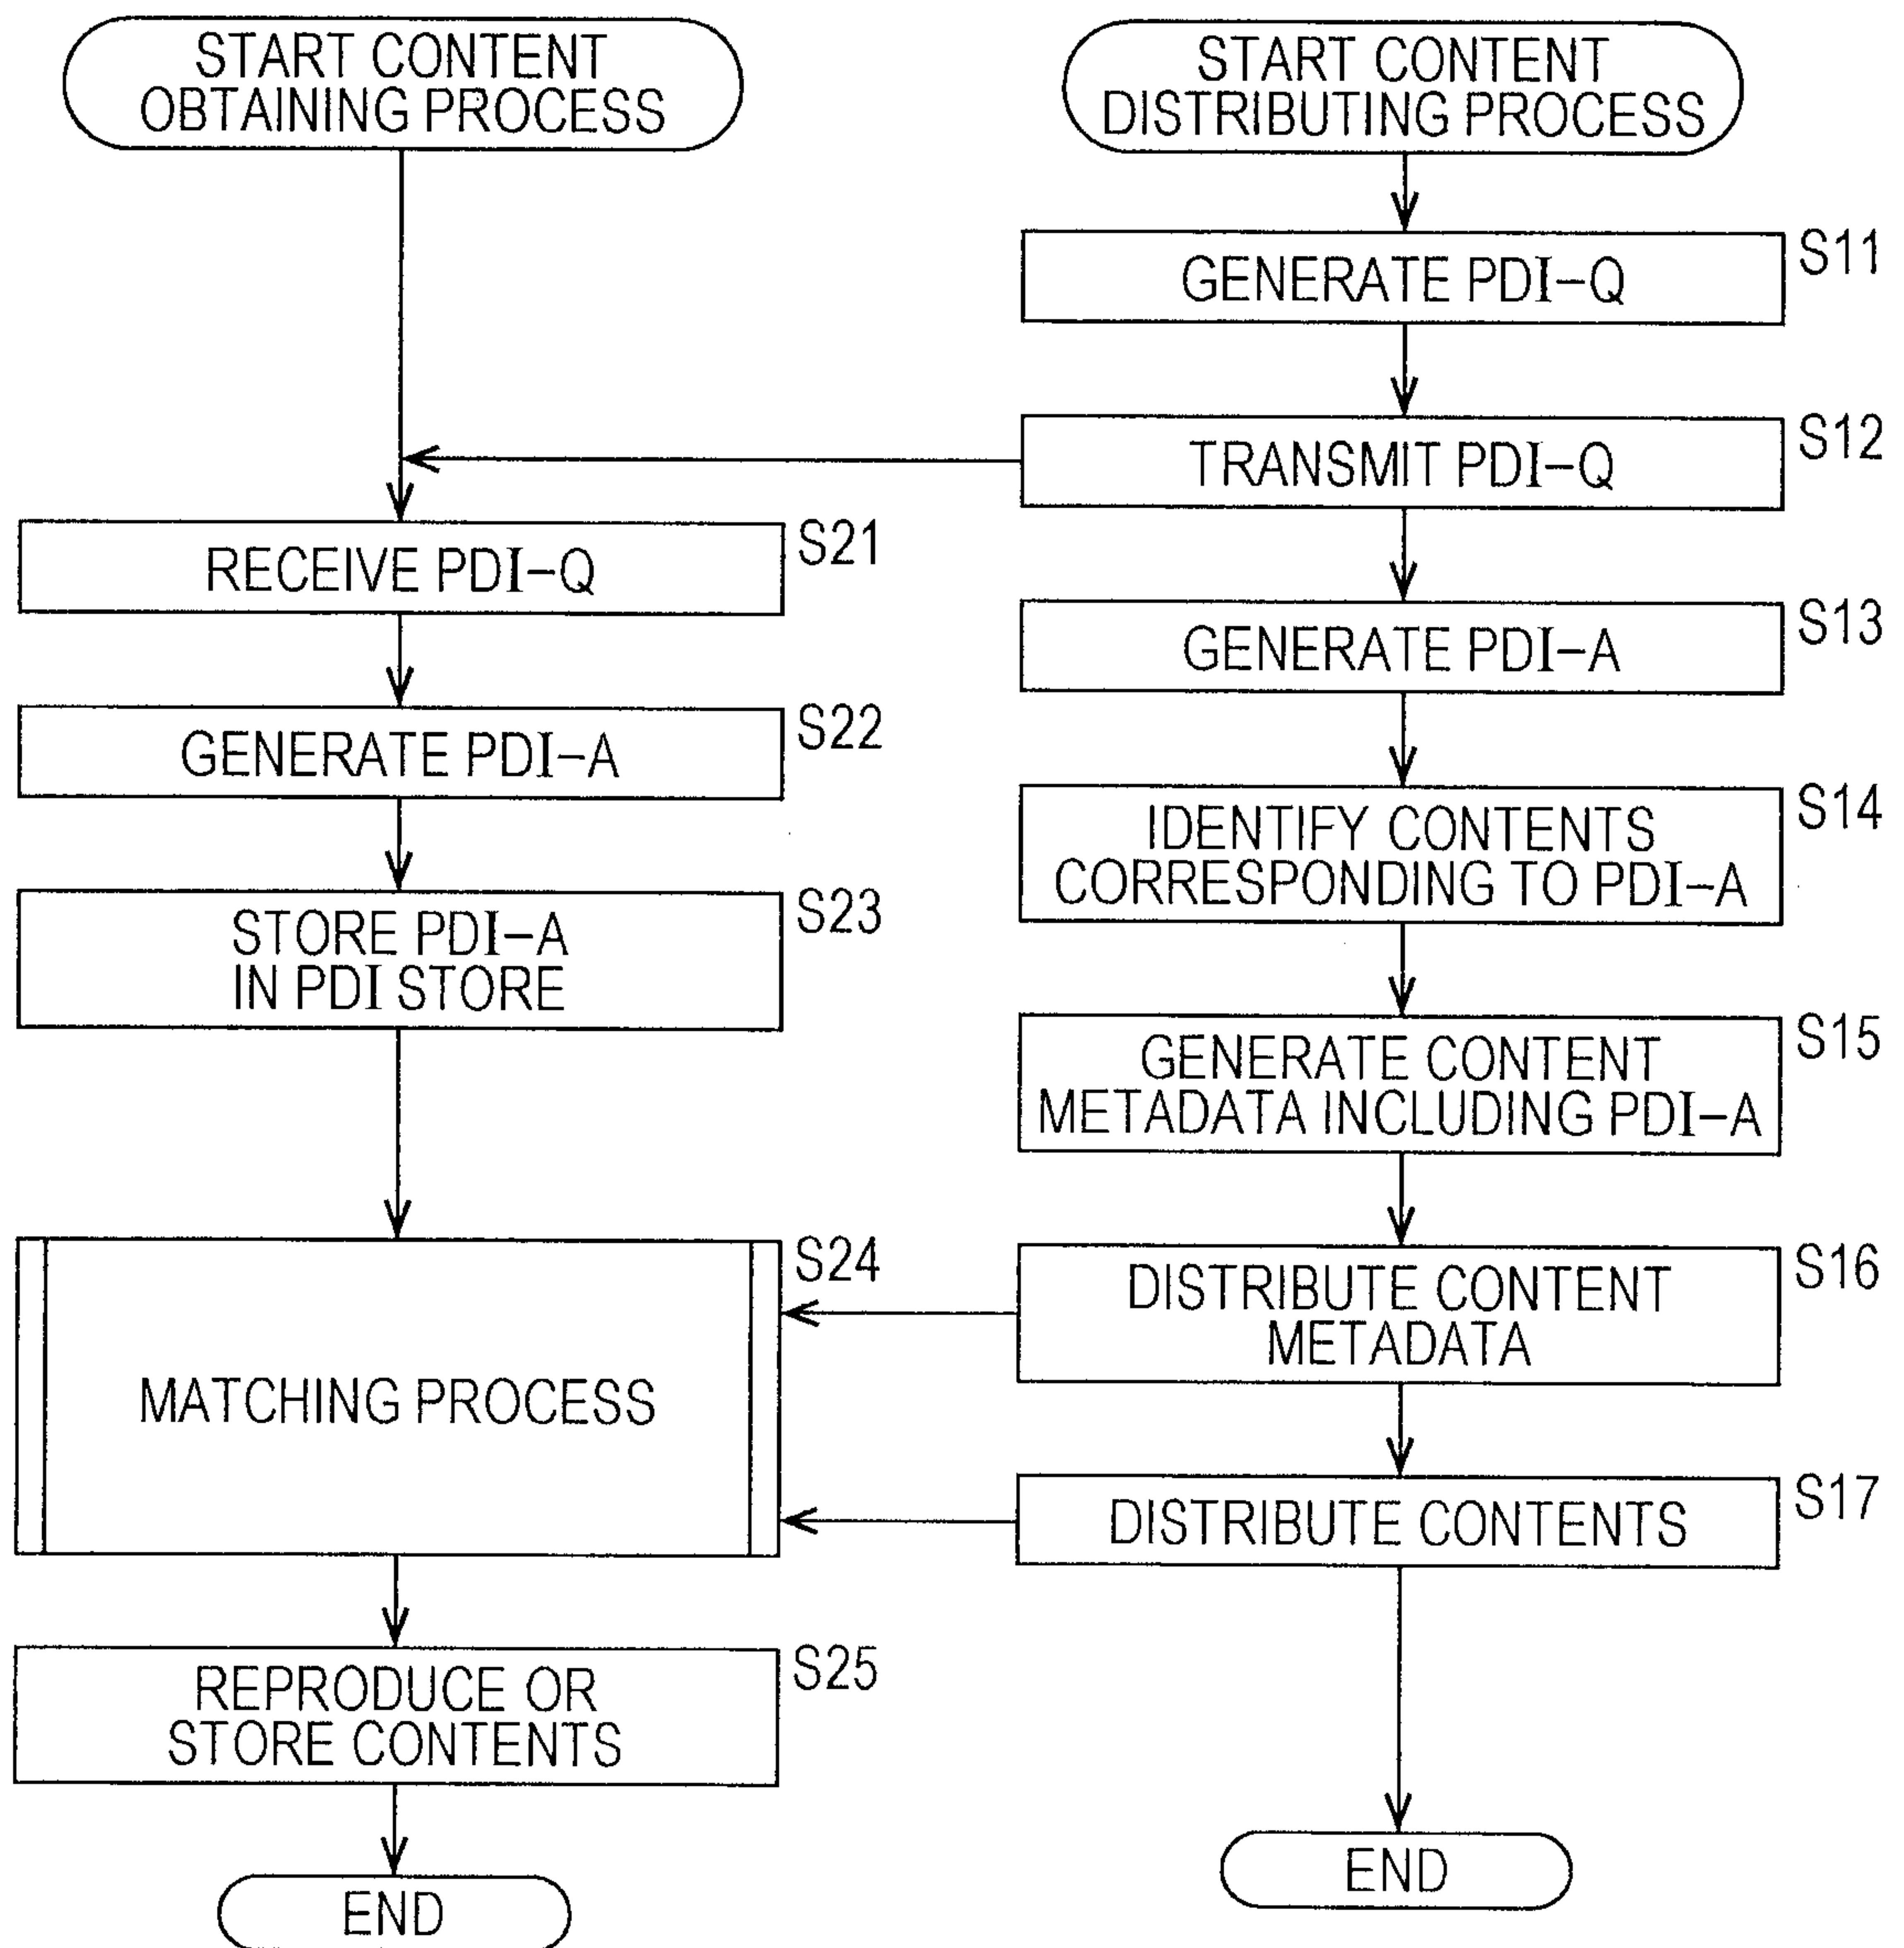 START CONTENT
OBTAINING PROCESS
S21
RECEIVE PDI-Q
S22
GENERATE PDI-A
S23
STORE PDI-A
IN PDI STORE
S24
MATCHING PROCESS
S25
REPRODUCE OR
STORE CONTENTS
END
START CONTENT
DISTRIBUTING PROCESS
S11
GENERATE PDI-Q
S12
TRANSMIT PDI-Q
S13
GENERATE PDI-A
S14
IDENTIFY CONTENTS
CORRESPONDING TO PDI-A
S15
GENERATE CONTENT
METADATA INCLUDING PDI-A
S16
DISTRIBUTE CONTENT
METADATA
S17
DISTRIBUTE CONTENTS
END